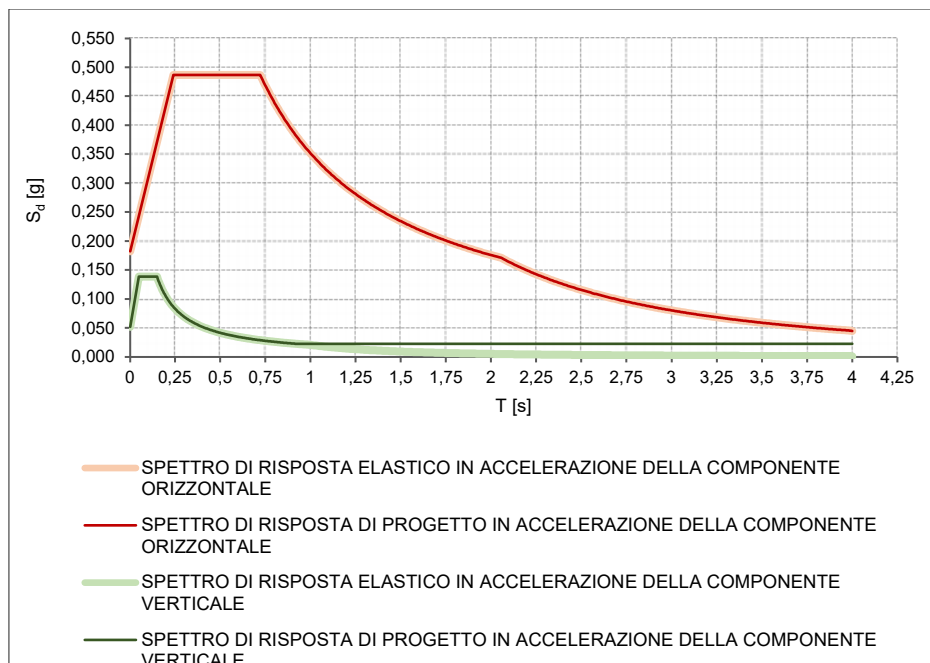 0,550
0,500
0,450
0,400
0,350
0,300
0,250
0,200
0,150
0,100
0,050
0,000
S_d [g]
0 0,25 0,5 0,75 1 1,25 1,5 1,75 2 2,25 2,5 2,75 3 3,25 3,5 3,75 4 4,25
T [s]
SPETTRO DI RISPOSTA ELASTICO IN ACCELERAZIONE DELLA COMPONENTE
ORIZZONTALE
SPETTRO DI RISPOSTA DI PROGETTO IN ACCELERAZIONE DELLA COMPONENTE
ORIZZONTALE
SPETTRO DI RISPOSTA ELASTICO IN ACCELERAZIONE DELLA COMPONENTE
VERTICALE
SPETTRO DI RISPOSTA DI PROGETTO IN ACCELERAZIONE DELLA COMPONENTE
VERTICALE